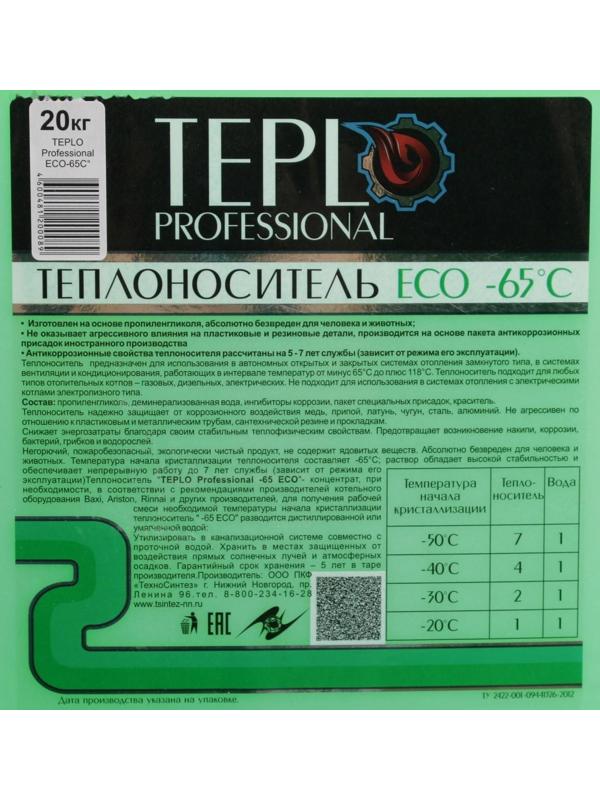 20кг
TEPLO
Professional
ECO-65C°
4600481200089
TEPLO
PROFESSIONAL
ТЕПЛОНОСИТЕЛЬ ECO -65°C
• Изготовлен на основе пропиленгликоля, абсолютно безвреден для человека и животных;
• Не оказывает агрессивного влияния на пластиковые и резиновые детали, производится на основе пакета антикоррозионных
присадок иностранного производства
• Антикоррозионные свойства теплоносителя рассчитаны на 5 - 7 лет службы (зависит от режима его эксплуатации).
Теплоноситель предназначен для использования в автономных открытых и закрытых системах отопления замкнутого типа, в системах
вентиляции и кондиционирования, работающих в интервале температур от минус 65°С до плюс 118°С. Теплоноситель подходит для любых
типов отопительных котлов – газовых, дизельных, электрических. Не подходит для использования в системах отопления с электрическими
котлами электролизного типа.
Состав: пропиленгликоль, деминерализованная вода, ингибиторы коррозии, пакет специальных присадок, краситель.
Теплоноситель надежно защищает от коррозионного воздействия медь, припой, латунь, чугун, сталь, алюминий. Не агрессивен по
отношению к пластиковым и металлическим трубам, сантехнической резине и прокладкам.
Снижает энергозатраты благодаря своим стабильным теплофизическим свойствам. Предотвращает возникновение накипи, коррозии,
бактерий, грибков и водорослей.
Негорючий, пожаробезопасный, экологически чистый продукт, не содержит ядовитых веществ. Абсолютно безвреден для человека и
животных. Температура начала кристаллизации теплоносителя составляет -65°С; раствор обладает высокой стабильностью и
обеспечивает непрерывную работу до 7 лет службы (зависит от режима его
эксплуатации)Теплоноситель "TEPLO Professional -65 ECO"- концентрат, при
необходимости, в соответствии с рекомендациями производителей котельного
оборудования Baxi, Ariston, Rinnai и других производителей, для получения рабочей
смеси необходимой температуры начала кристаллизации
теплоноситель " -65 ECO" разводится дистиллированной или
умягченной водой:
Утилизировать в канализационной системе совместно с
проточной водой. Хранить в местах защищенных от
воздействия прямых солнечных лучей и атмосферных
осадков. Гарантийный срок хранения – 5 лет в таре
производителя.Производитель: ООО ПКФ
«ТехноСинтез» г. Нижний Новгород, пр.
Ленина 96. тел. 8-800-234-16-28
www.tsintez-nn.ru
Температура начала кристаллизации Тепло-носитель Вода
-50°C 7 1
-40°C 4 1
-30°C 2 1
-20°C 1 1
EAC
Дата производства указана на упаковке.
ТУ 2422-001-09441726-2012